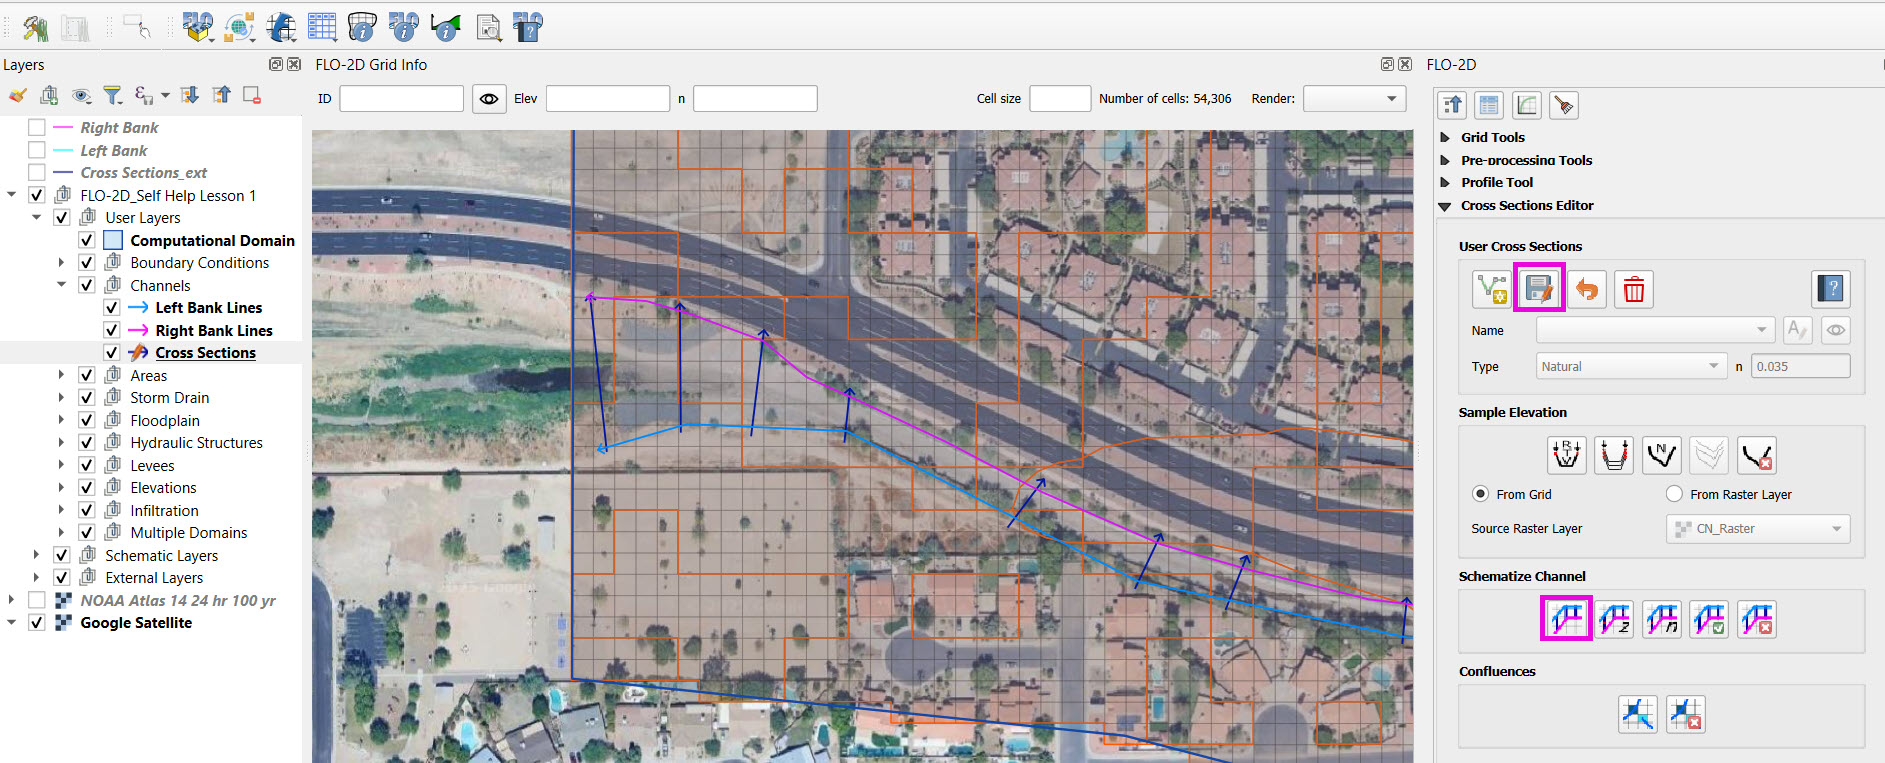 Layers
FLO-2D Grid Info
FLO-2D
ID
Elev
n
Cell size
Number of cells: 54,306
Render:
Right Bank
Left Bank
Cross Sections_ext
FLO-2D_Self Help Lesson 1
User Layers
Computational Domain
Boundary Conditions
Channels
Left Bank Lines
Right Bank Lines
Cross Sections
Areas
Storm Drain
Floodplain
Hydraulic Structures
Levees
Elevations
Infiltration
Multiple Domains
Schematic Layers
External Layers
NOAA Atlas 14 24 hr 100 yr
Google Satellite
Grid Tools
Pre-processing Tools
Profile Tool
Cross Sections Editor
User Cross Sections
Name
Type
Natural
n
0.035
Sample Elevation
From Grid
From Raster Layer
Source Raster Layer
CN_Raster
Schematize Channel
Confluences